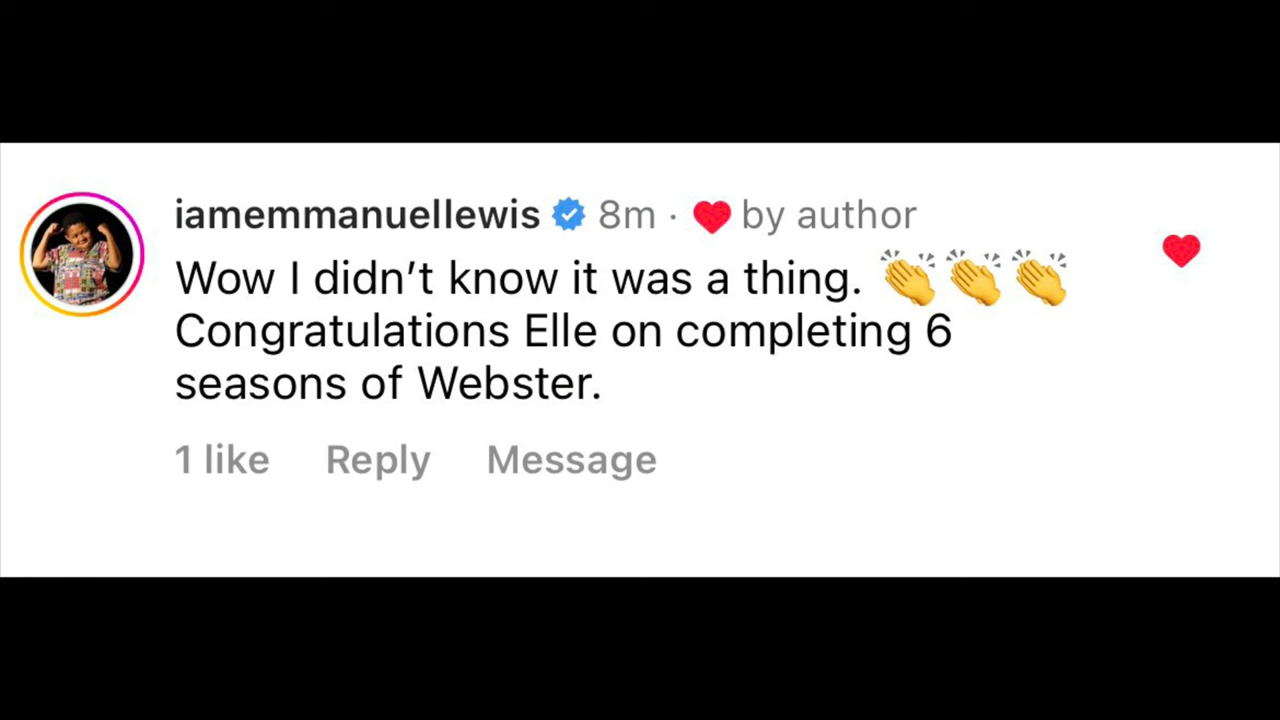 iamemmanuellewis 8m · ❤️ by author
Wow I didn’t know it was a thing. 👏👏👏
Congratulations Elle on completing 6
seasons of Webster.
1 like Reply Message